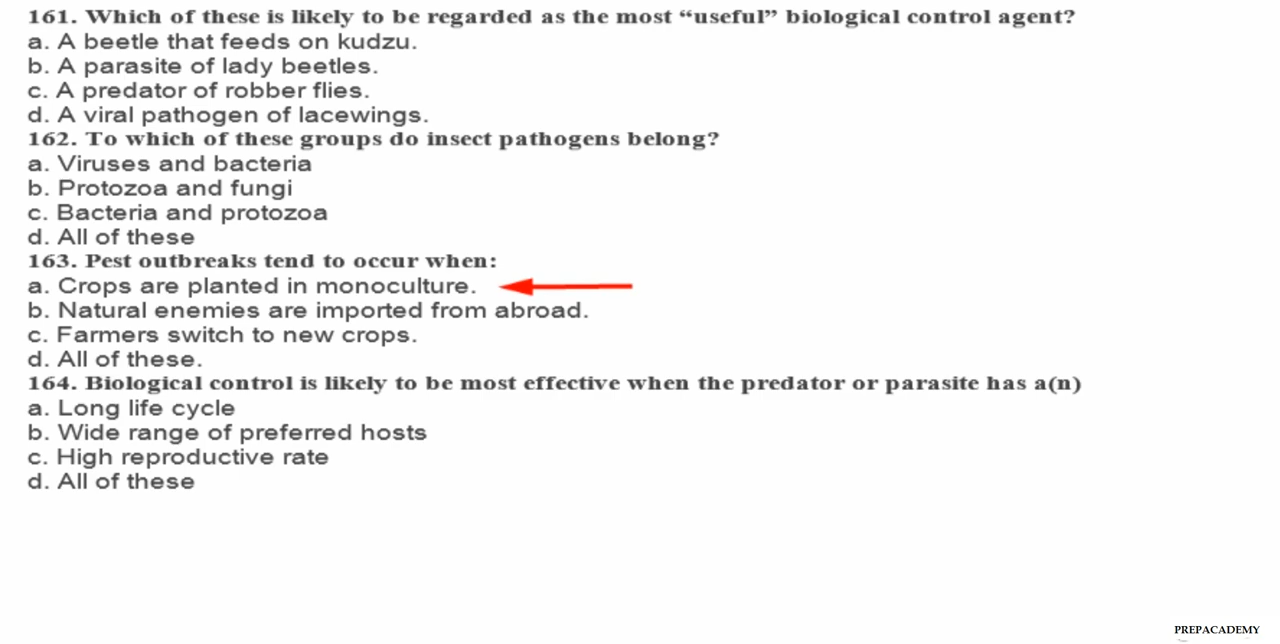 161. Which of these is likely to be regarded as the most “useful” biological control agent?
a. A beetle that feeds on kudzu.
b. A parasite of lady beetles.
c. A predator of robber flies.
d. A viral pathogen of lacewings.
162. To which of these groups do insect pathogens belong?
a. Viruses and bacteria
b. Protozoa and fungi
c. Bacteria and protozoa
d. All of these
163. Pest outbreaks tend to occur when:
a. Crops are planted in monoculture.
b. Natural enemies are imported from abroad.
c. Farmers switch to new crops.
d. All of these.
164. Biological control is likely to be most effective when the predator or parasite has a(n)
a. Long life cycle
b. Wide range of preferred hosts
c. High reproductive rate
d. All of these
PREPACADEMY